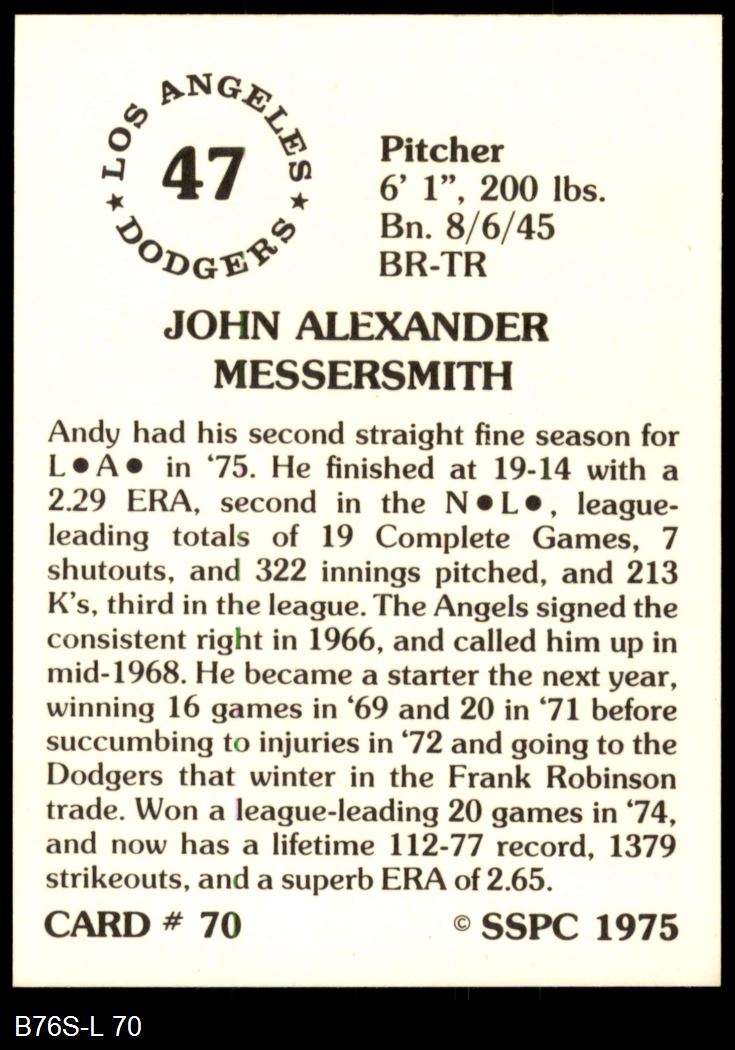 ★ LOS ANGELES ★
DODGERS
47
Pitcher
6’ 1”, 200 lbs.
Bn. 8/6/45
BR-TR
JOHN ALEXANDER
MESSERSMITH
Andy had his second straight fine season for
L●A● in ‘75. He finished at 19-14 with a
2.29 ERA, second in the N●L●, league-
leading totals of 19 Complete Games, 7
shutouts, and 322 innings pitched, and 213
K’s, third in the league. The Angels signed the
consistent right in 1966, and called him up in
mid-1968. He became a starter the next year,
winning 16 games in ‘69 and 20 in ‘71 before
succumbing to injuries in ‘72 and going to the
Dodgers that winter in the Frank Robinson
trade. Won a league-leading 20 games in ‘74,
and now has a lifetime 112-77 record, 1379
strikeouts, and a superb ERA of 2.65.
CARD # 70 © SSPC 1975
B76S-L 70